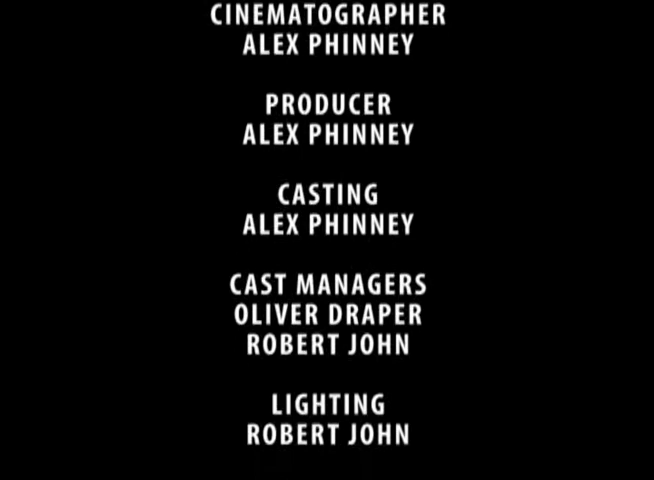 CINEMATOGRAPHER
ALEX PHINNEY
PRODUCER
ALEX PHINNEY
CASTING
ALEX PHINNEY
CAST MANAGERS
OLIVER DRAPER
ROBERT JOHN
LIGHTING
ROBERT JOHN